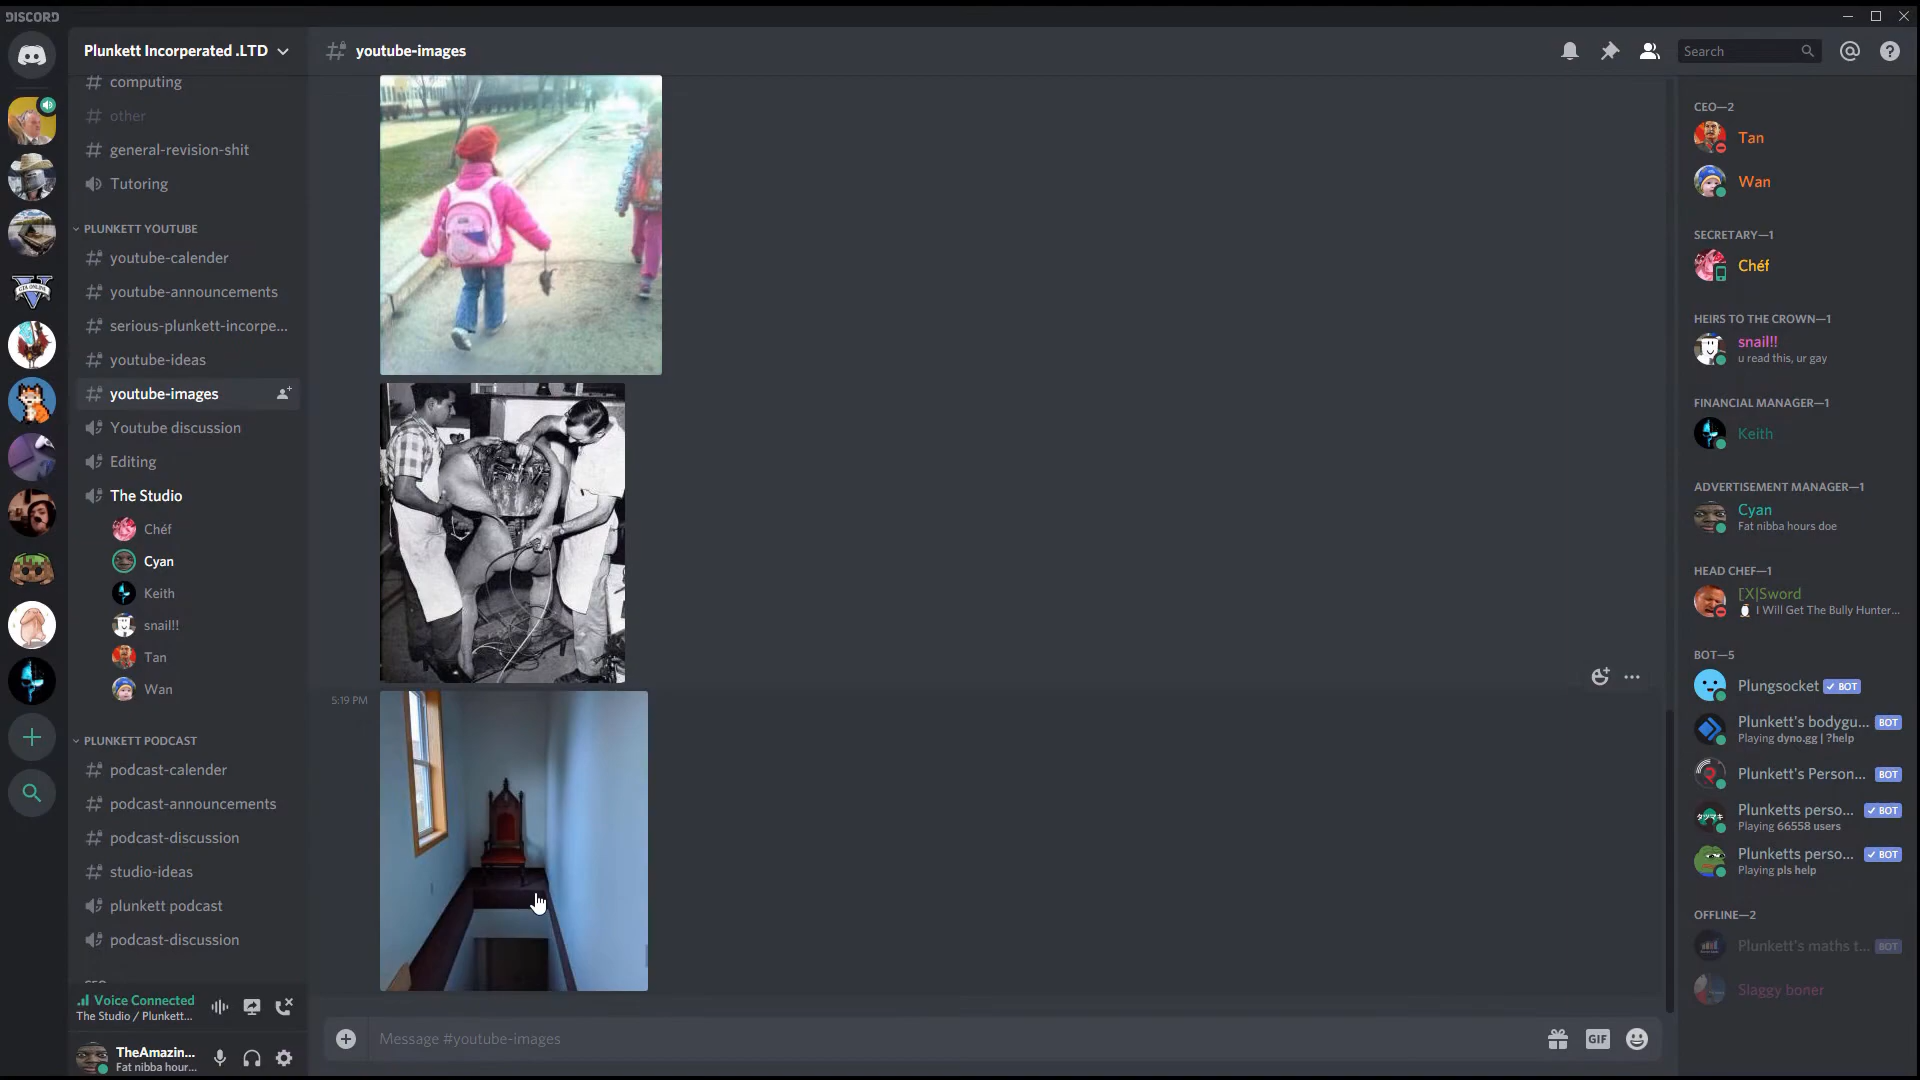 DISCORD
Plunkett Incorperated .LTD
computing
other
general-revision-shit
Tutoring
PLUNKETT YOUTUBE
youtube-calender
youtube-announcements
serious-plunkett-incorpe...
youtube-ideas
youtube-images
Youtube discussion
Editing
The Studio
Chéf
Cyan
Keith
snail!!
Tan
Wan
PLUNKETT PODCAST
podcast-calender
podcast-announcements
podcast-discussion
studio-ideas
plunkett podcast
podcast-discussion
Voice Connected
The Studio / Plunkett...
TheAmazin...
Fat nibba hour...
youtube-images
Search
5:19 PM
Message #youtube-images
GIF
CEO—2
Tan
Wan
SECRETARY—1
Chéf
HEIRS TO THE CROWN—1
snail!!
u read this, ur gay
FINANCIAL MANAGER—1
Keith
ADVERTISEMENT MANAGER—1
Cyan
Fat nibba hours doe
HEAD CHEF—1
[X|Sword
I Will Get The Bully Hunter...
BOT—5
Plungsocket BOT
Plunkett's bodygu... BOT
Playing dyno.gg | ?help
Plunkett's Person... BOT
Plunketts perso... BOT
Playing 66558 users
Plunketts perso... BOT
Playing pls help
OFFLINE—2
Plunkett's maths t... BOT
Slaggy boner